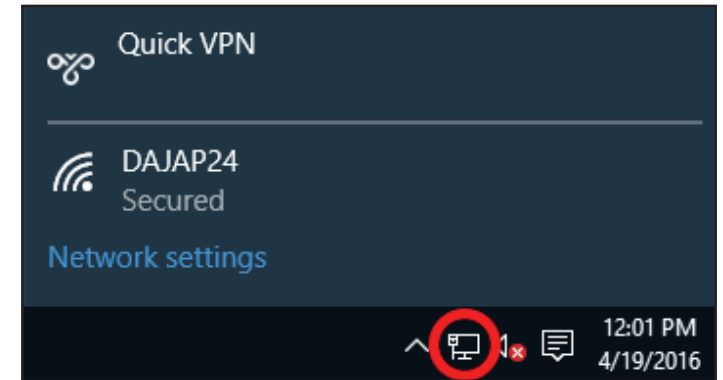 Quick VPN
DAJAP24
Secured
Network settings
12:01 PM
4/19/2016